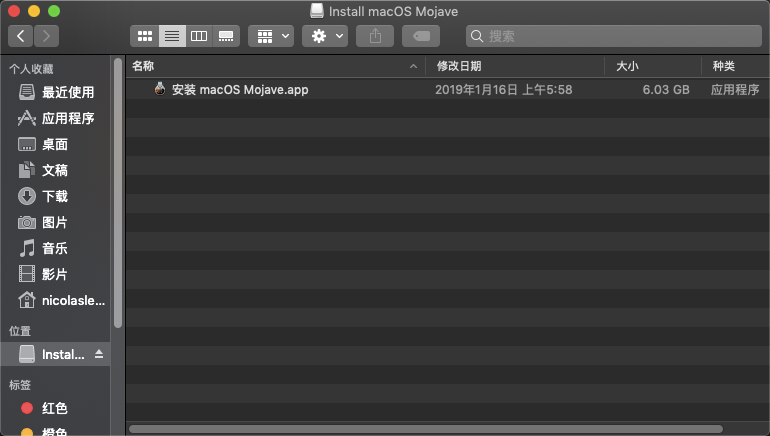 Install macOS Mojave
搜索
个人收藏
最近使用
应用程序
桌面
文稿
下载
图片
音乐
影片
nicolasle...
位置
Instal...
标签
红色
橙色
名称 修改日期 大小 种类
安装 macOS Mojave.app 2019年1月16日 上午5:58 6.03 GB 应用程序